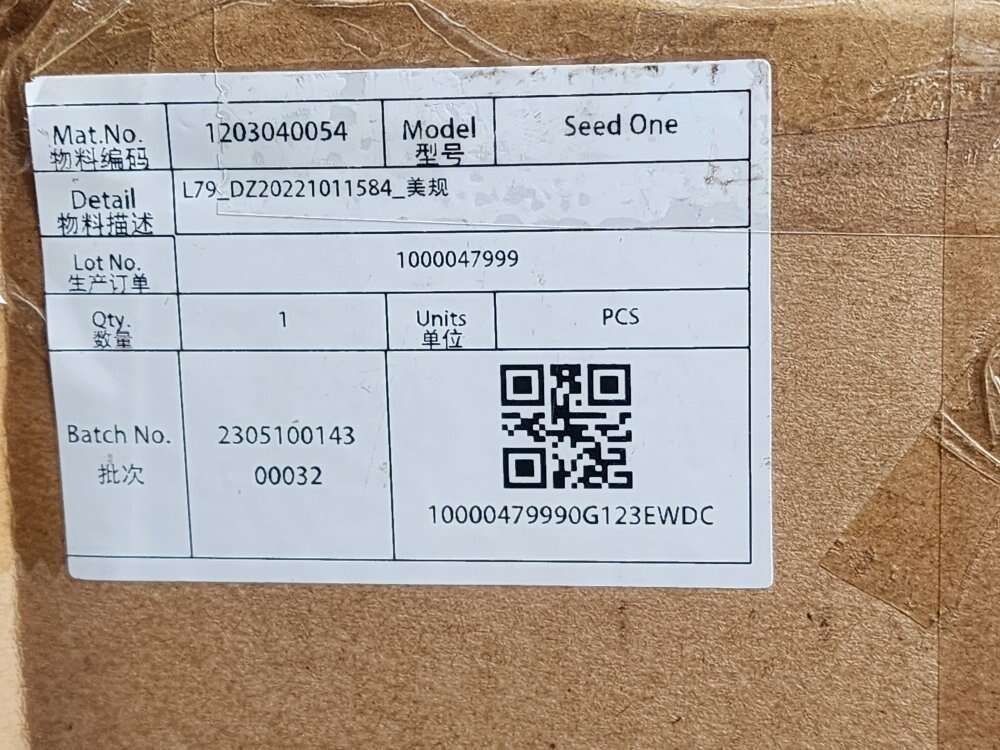 Mat.No. 1203040054 Model Seed One
物料编码 型号
Detail L79_DZ20221011584_美规
物料描述
Lot No. 1000047999
生产订单
Qty. 1 Units PCS
数量 单位
Batch No. 2305100143
批次 00032
10000479990G123EWDC